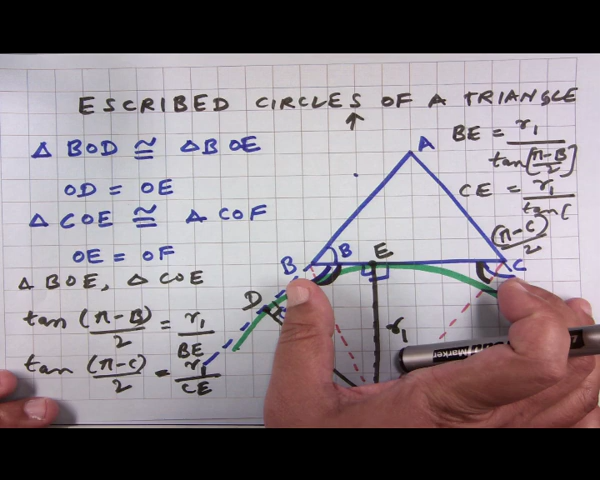 ESCRIBED CIRCLES OF A TRIANGLE
Δ BOD ≅ Δ BOE
OD = OE
Δ COE ≅ Δ COF
OE = OF
Δ BOE, Δ COE
tan (π-B)/2 = r₁/BE
tan (π-C)/2 = r₁/CE
BE = r₁/tan[(π-B)/2]
CE = r₁/tan[
(π-C)/2
A
B
B
E
C
D
r₁
Marker